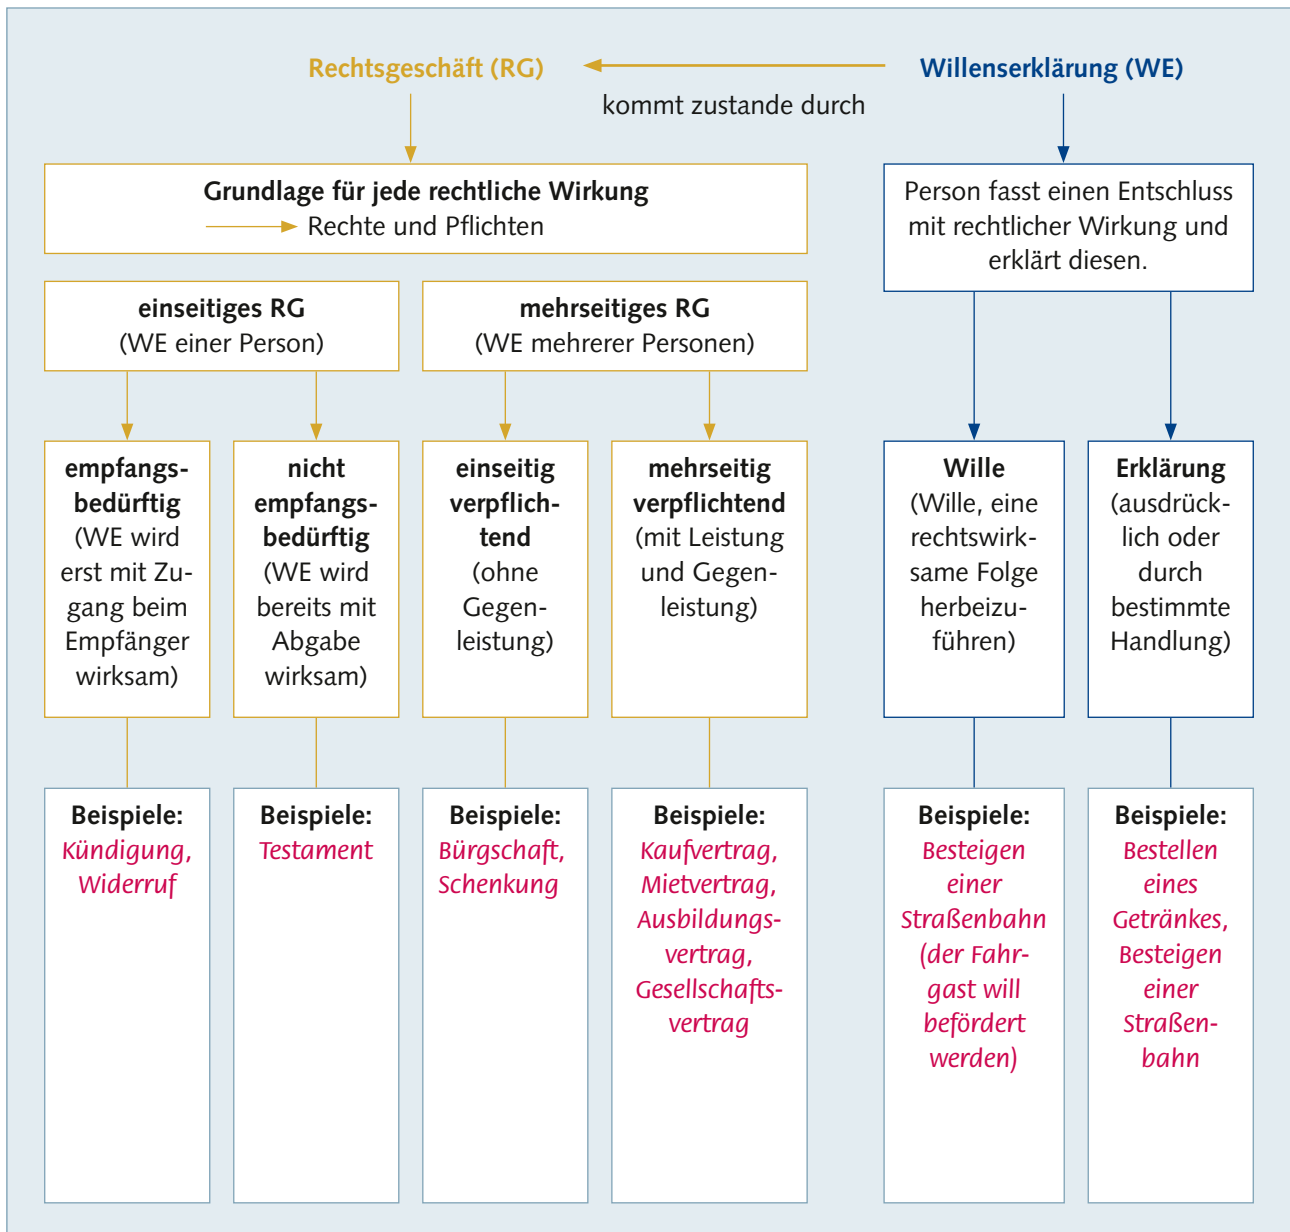 Rechtsgeschäft (RG)
Willenserklärung (WE)
kommt zustande durch
Grundlage für jede rechtliche Wirkung
Rechte und Pflichten
Person fasst einen Entschluss
mit rechtlicher Wirkung und
erklärt diesen.
einseitiges RG
(WE einer Person)
mehrseitiges RG
(WE mehrerer Personen)
empfangs-
bedürftig
(WE wird
erst mit Zu-
gang beim
Empfänger
wirksam)
nicht
empfangs-
bedürftig
(WE wird
bereits mit
Abgabe
wirksam)
einseitig
verpflich-
tend
(ohne
Gegen-
leistung)
mehrseitig
verpflichtend
(mit Leistung
und Gegen-
leistung)
Wille
(Wille, eine
rechtswirk-
same Folge
herbeizu-
führen)
Erklärung
(ausdrück-
lich oder
durch
bestimmte
Handlung)
Beispiele:
Kündigung,
Widerruf
Beispiele:
Testament
Beispiele:
Bürgschaft,
Schenkung
Beispiele:
Kaufvertrag,
Mietvertrag,
Ausbildungs-
vertrag,
Gesellschafts-
vertrag
Beispiele:
Besteigen
einer
Straßenbahn
(der Fahr-
gast will
befördert
werden)
Beispiele:
Bestellen
eines
Getränkes,
Besteigen
einer
Straßen-
bahn